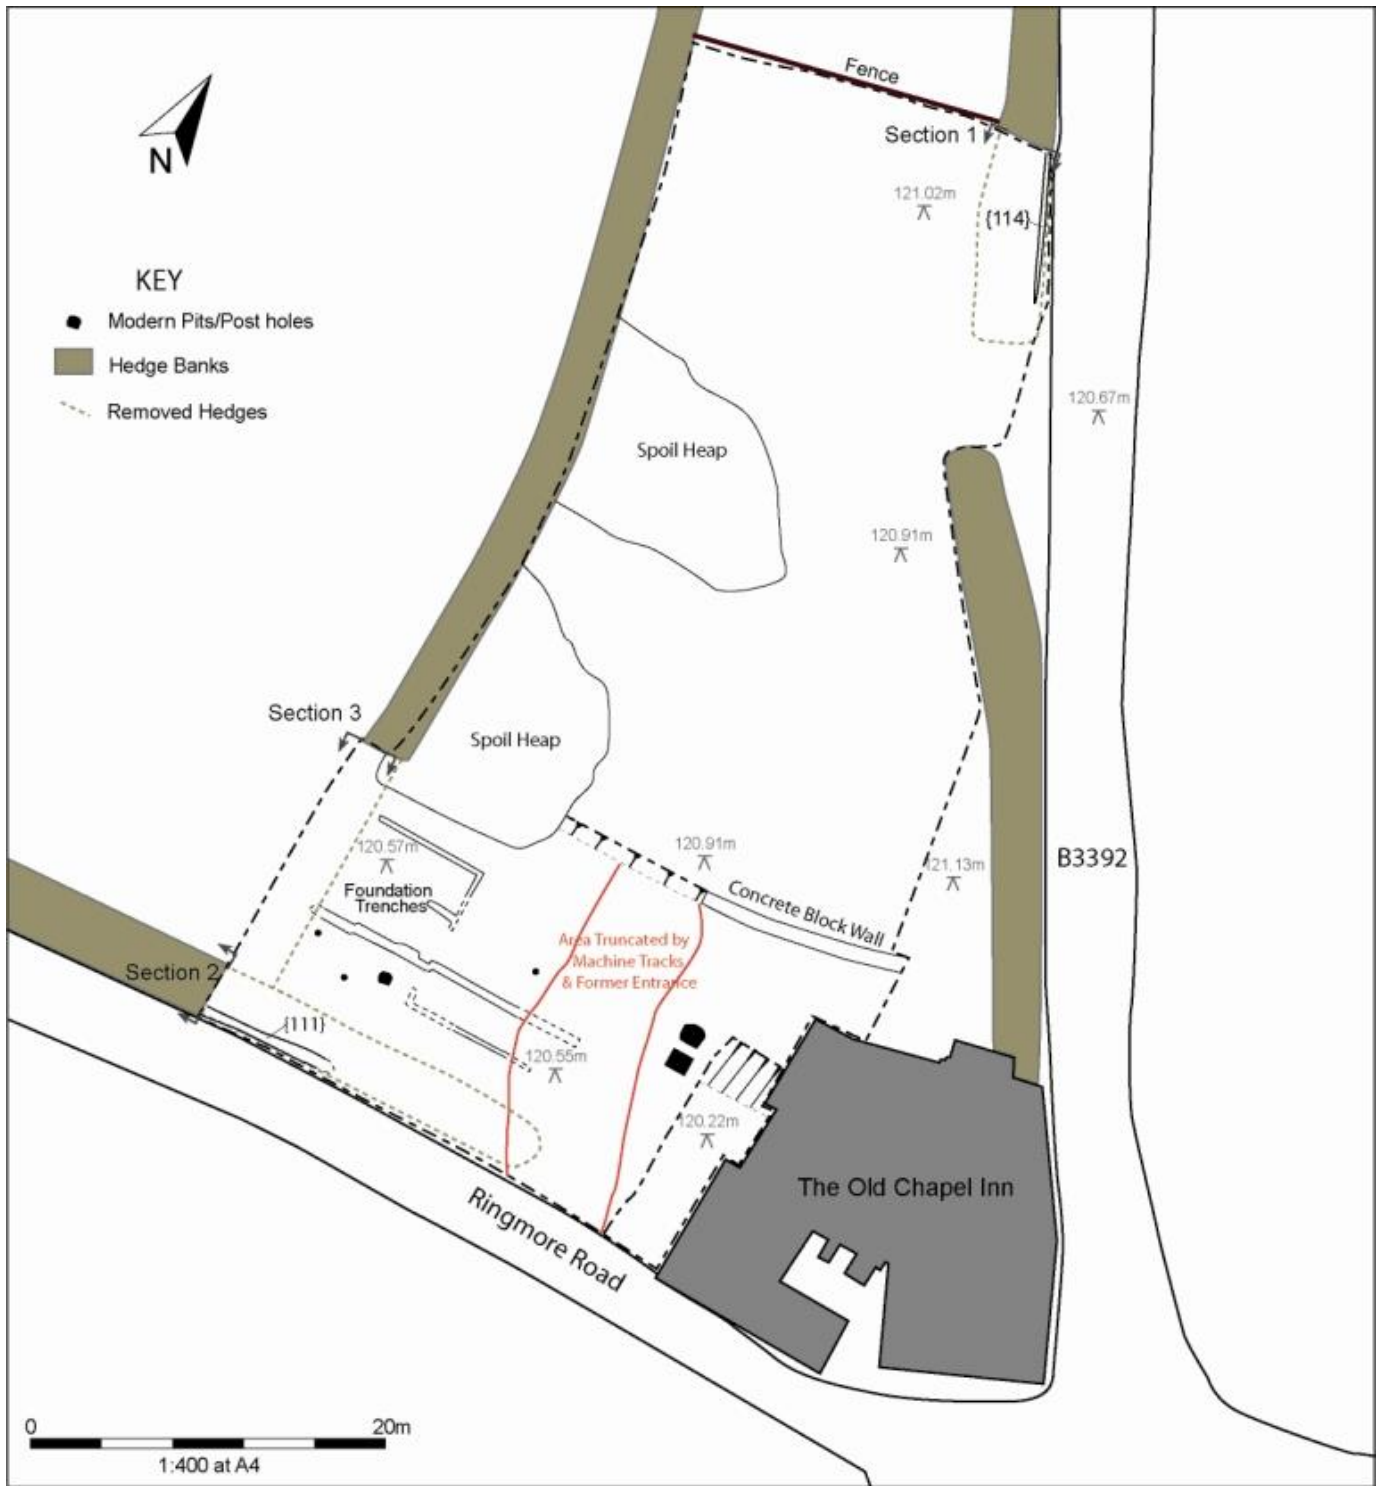 Fence
Section 1
N
121.02m
{114}
KEY
Modern Pits/Post holes
Hedge Banks
Removed Hedges
120.67m
Spoil Heap
120.91m
Section 3
Spoil Heap
120.57m
120.91m
B3392
121.13m
Foundation
Trenches
Concrete Block Wall
Area Truncated by
Machine Tracks
& Former Entrance
Section 2
{111}
120.55m
120.22m
The Old Chapel Inn
Ringmore Road
0 20m
1:400 at A4